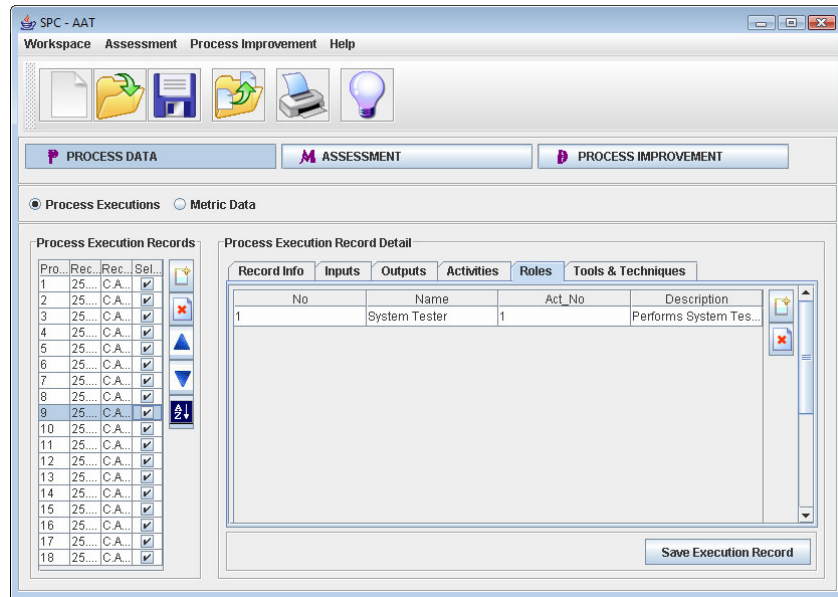 SPC - AAT
Workspace Assessment Process Improvement Help
P PROCESS DATA M ASSESSMENT D PROCESS IMPROVEMENT
Process Executions Metric Data
Process Execution Records Process Execution Record Detail
Record Info Inputs Outputs Activities Roles Tools & Techniques
Pro... Rec... Rec... Sel...
No Name Act_No Description
1 System Tester 1 Performs System Tes...
1 25.... C.A...
2 25.... C.A...
3 25.... C.A...
4 25.... C.A...
5 25.... C.A...
6 25.... C.A...
7 25.... C.A...
8 25.... C.A...
9 25.... C.A...
10 25.... C.A...
11 25.... C.A...
12 25.... C.A...
13 25.... C.A...
14 25.... C.A...
15 25.... C.A...
16 25.... C.A...
17 25.... C.A...
18 25.... C.A...
A Z
Save Execution Record